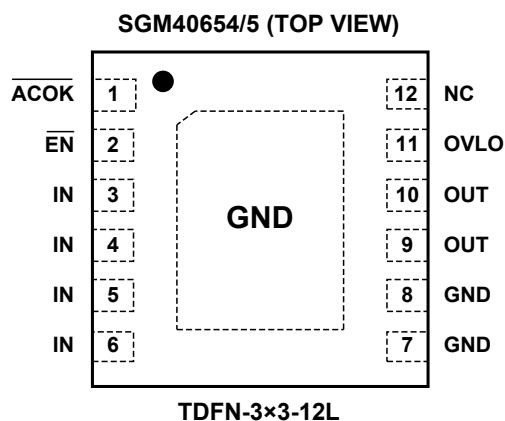 SGM40654/5 (TOP VIEW)
ACOK 1 12 NC
EN 2 11 OVLO
IN 3 10 OUT
GND
IN 4 9 OUT
IN 5 8 GND
IN 6 7 GND
TDFN-3×3-12L